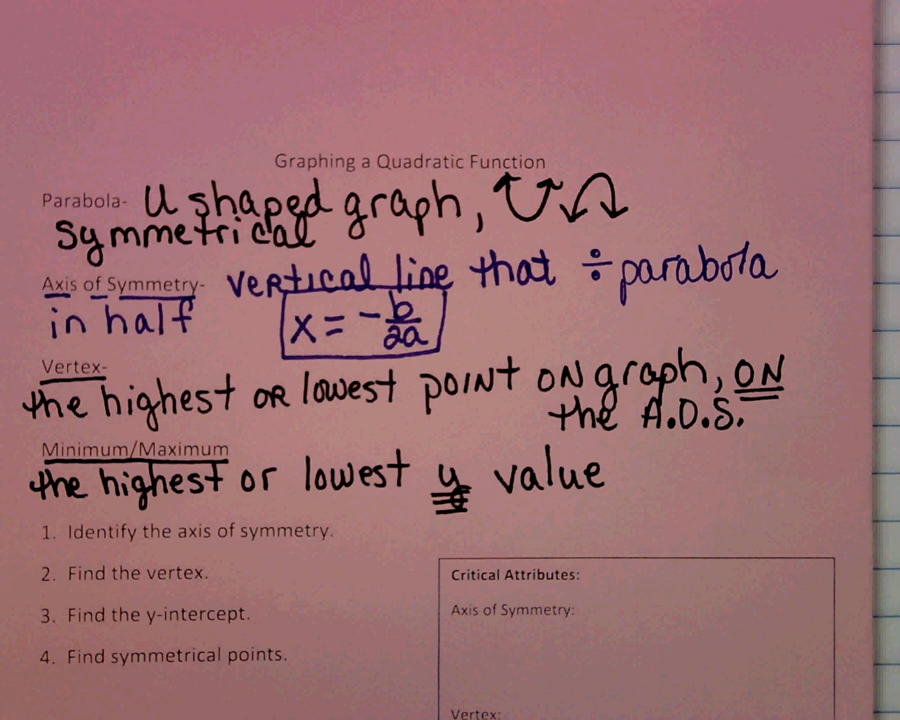 Graphing a Quadratic Function
Parabola- U shaped graph,
symmetrical
Axis of Symmetry- vertical line that ÷ parabola
in half x = -b/2a
Vertex-
the highest OR lowest point ON graph, ON
the A.O.S.
Minimum/Maximum
the highest or lowest y value
1. Identify the axis of symmetry.
2. Find the vertex.
3. Find the y-intercept.
4. Find symmetrical points.
Critical Attributes:
Axis of Symmetry:
Vertex: